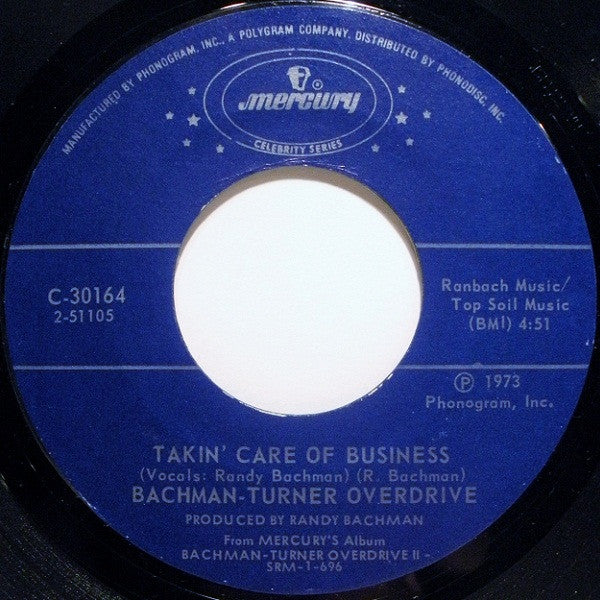 MANUFACTURED BY PHONOGRAM, INC., A POLYGRAM COMPANY. DISTRIBUTED BY PHONODISC, INC.
® mercury
CELEBRITY SERIES
C-30164
2-51105
Ranbach Music/
Top Soil Music
(BMI) 4:51
Ⓟ 1973
Phonogram, Inc.
TAKIN' CARE OF BUSINESS
(Vocals: Randy Bachman) (R. Bachman)
BACHMAN-TURNER OVERDRIVE
PRODUCED BY RANDY BACHMAN
From MERCURY'S Album
BACHMAN-TURNER OVERDRIVE II -
SRM-1-696